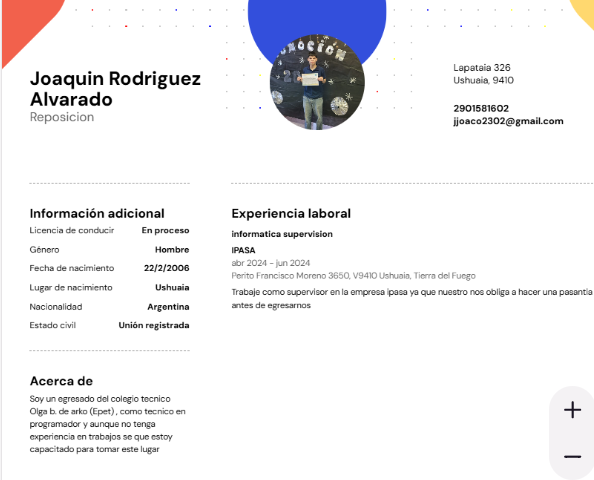 Joaquin Rodriguez
Alvarado
Reposicion
Lapataia 326
Ushuaia, 9410
2901581602
jjoaco2302@gmail.com
Información adicional
Licencia de conducir En proceso
Género Hombre
Fecha de nacimiento 22/2/2006
Lugar de nacimiento Ushuaia
Nacionalidad Argentina
Estado civil Unión registrada
Acerca de
Soy un egresado del colegio tecnico
Olga b. de arko (Epet) , como tecnico en
programador y aunque no tenga
experiencia en trabajos se que estoy
capacitado para tomar este lugar
Experiencia laboral
informatica supervision
IPASA
abr 2024 - jun 2024
Perito Francisco Moreno 3650, V9410 Ushuaia, Tierra del Fuego
Trabaje como supervisor en la empresa ipasa ya que nuestro nos obliga a hacer una pasantia
antes de egresarnos